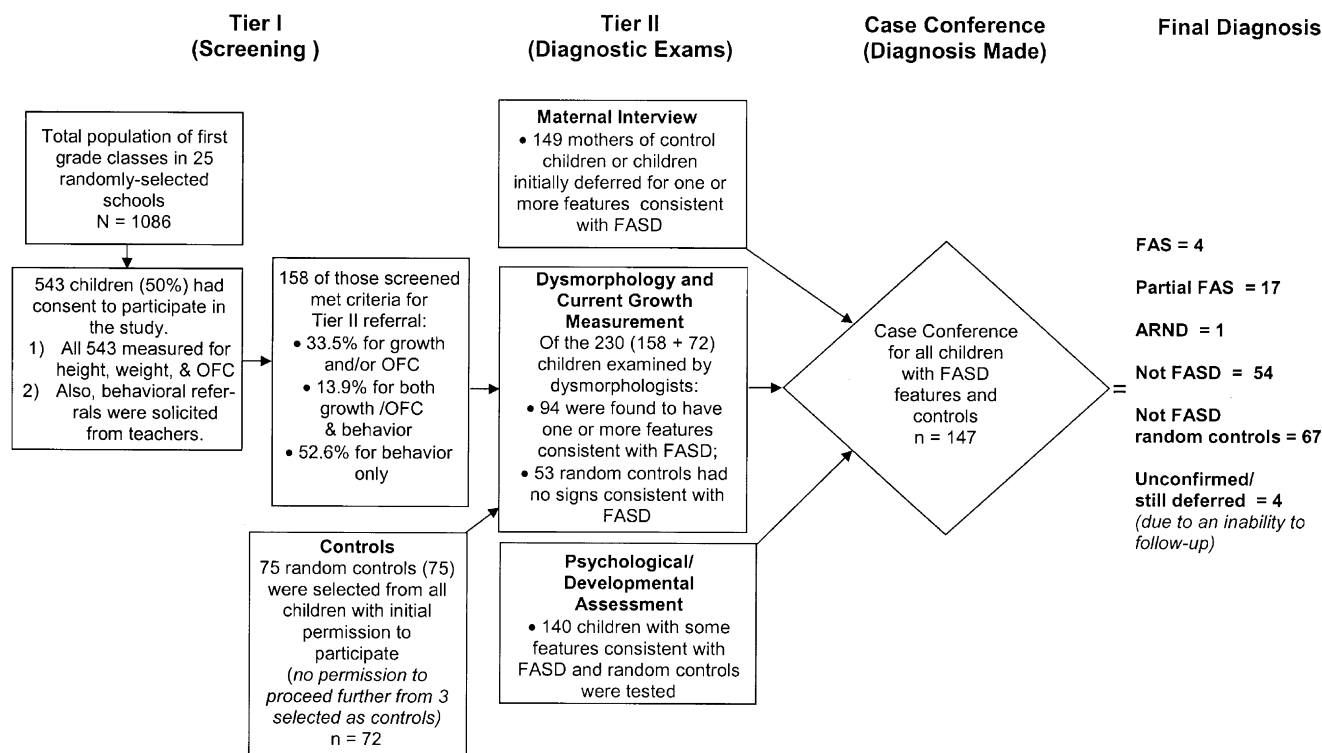 Tier I
(Screening )
Tier II
(Diagnostic Exams)
Case Conference
(Diagnosis Made)
Final Diagnosis
Total population of first
grade classes in 25
randomly-selected
schools
N = 1086
543 children (50%) had
consent to participate in
the study.
1) All 543 measured for
height, weight, & OFC
2) Also, behavioral refer-
rals were solicited
from teachers.
158 of those screened
met criteria for
Tier II referral:
• 33.5% for growth
and/or OFC
• 13.9% for both
growth /OFC
& behavior
• 52.6% for behavior
only
Controls
75 random controls (75)
were selected from all
children with initial
permission to
participate
(no permission to
proceed further from 3
selected as controls)
n = 72
Maternal Interview
• 149 mothers of control
children or children
initially deferred for one or
more features consistent
with FASD
Dysmorphology and
Current Growth
Measurement
Of the 230 (158 + 72)
children examined by
dysmorphologists:
• 94 were found to have
one or more features
consistent with FASD;
• 53 random controls had
no signs consistent with
FASD
Psychological/
Developmental
Assessment
• 140 children with some
features consistent with
FASD and random controls
were tested
Case Conference
for all children
with FASD
features and
controls
n = 147
=
FAS = 4
Partial FAS = 17
ARND = 1
Not FASD = 54
Not FASD
random controls = 67
Unconfirmed/
still deferred = 4
(due to an inability to
follow-up)